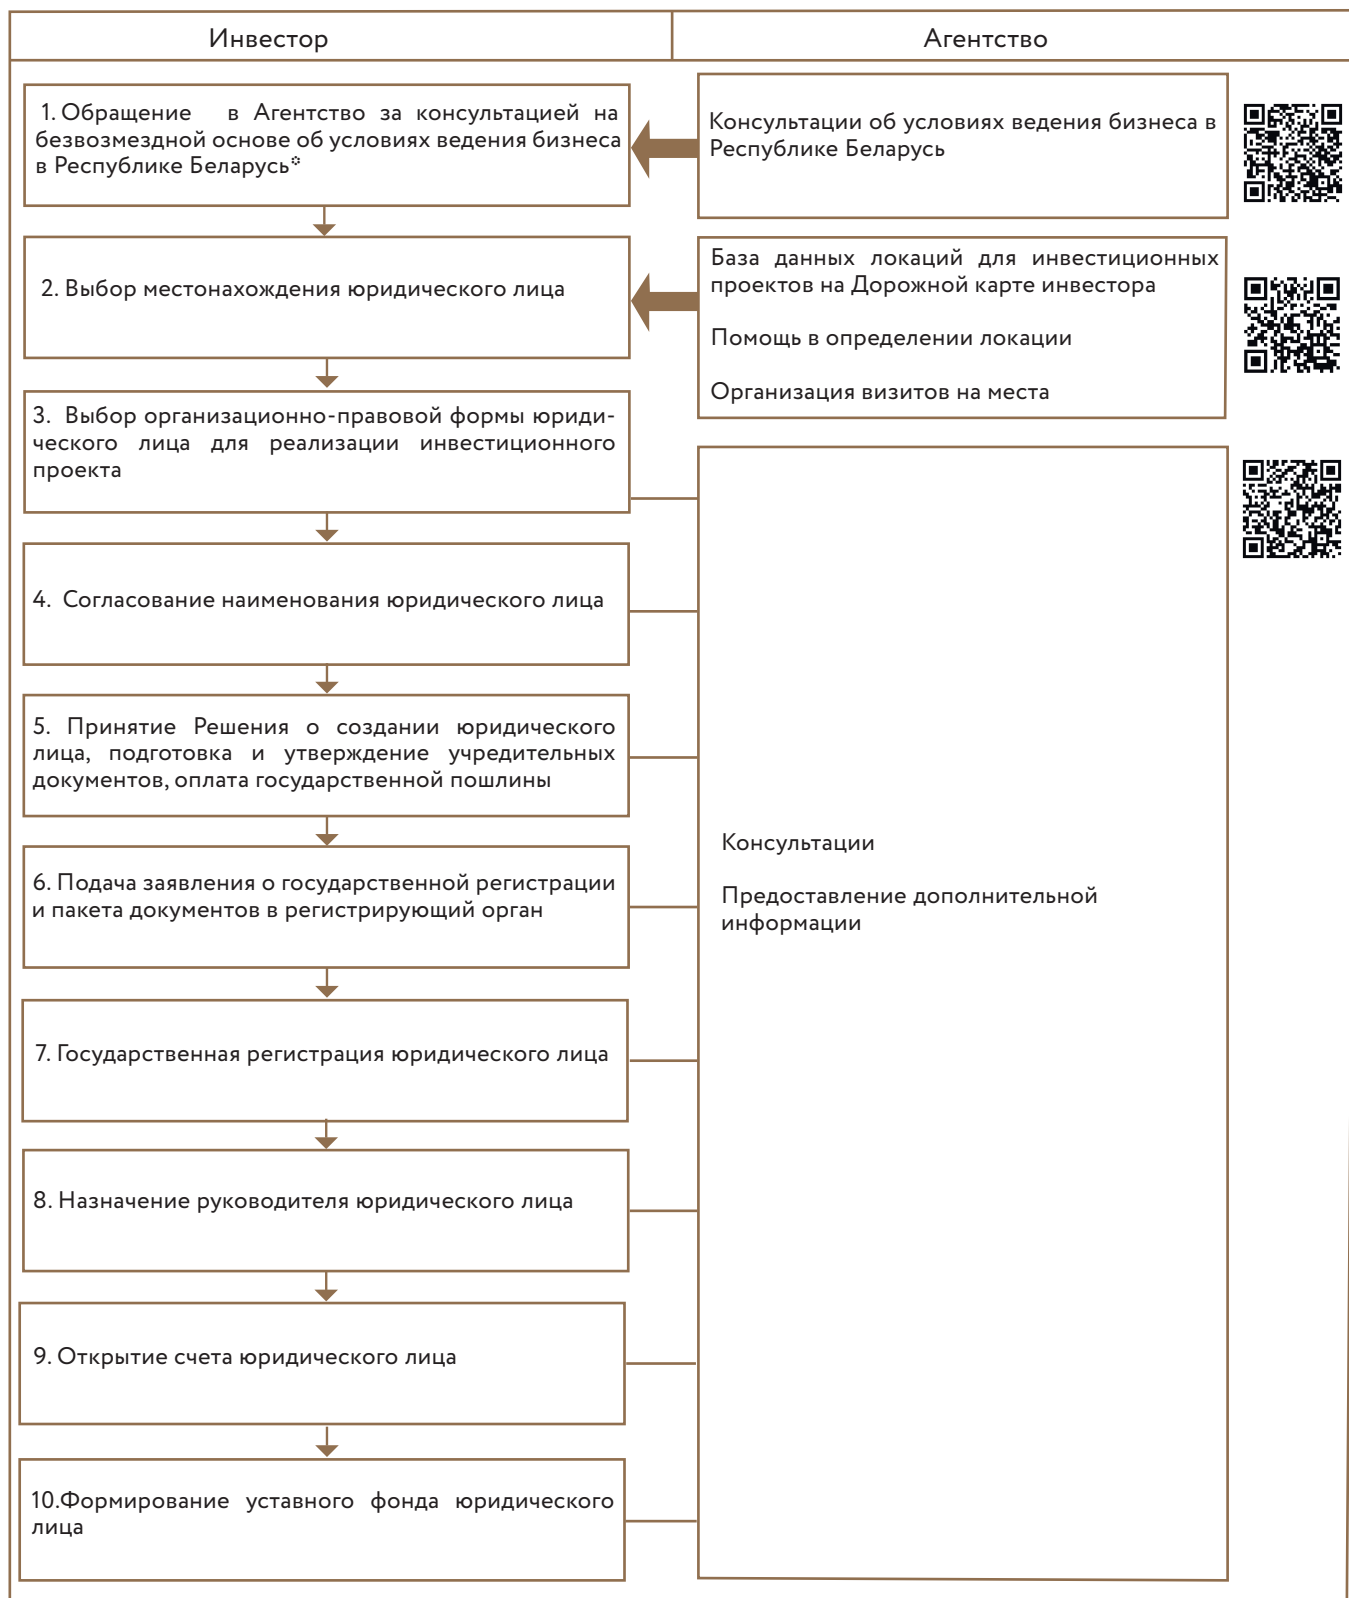 Инвестор
Агентство
1. Обращение в Агентство за консультацией на
безвозмездной основе об условиях ведения бизнеса
в Республике Беларусь*
Консультации об условиях ведения бизнеса в
Республике Беларусь
2. Выбор местонахождения юридического лица
База данных локаций для инвестиционных
проектов на Дорожной карте инвестора
Помощь в определении локации
Организация визитов на места
3. Выбор организационно-правовой формы юриди-
ческого лица для реализации инвестиционного
проекта
4. Согласование наименования юридического лица
5. Принятие Решения о создании юридического
лица, подготовка и утверждение учредительных
документов, оплата государственной пошлины
6. Подача заявления о государственной регистрации
и пакета документов в регистрирующий орган
7. Государственная регистрация юридического лица
8. Назначение руководителя юридического лица
9. Открытие счета юридического лица
10.Формирование уставного фонда юридического
лица
Консультации
Предоставление дополнительной
информации